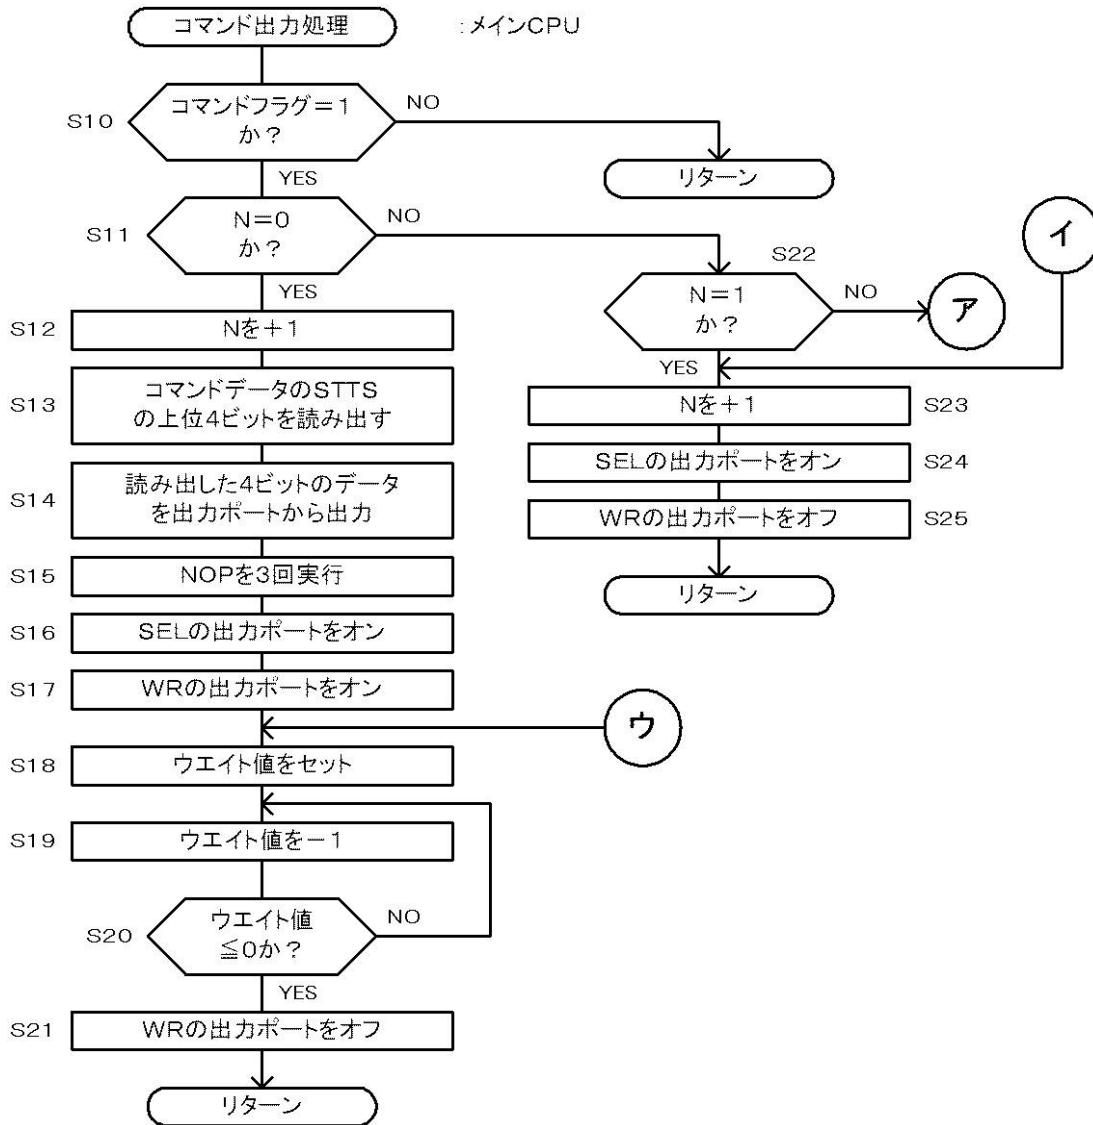 コマンド出力処理
:メインCPU
S10
コマンドフラグ=1
か?
NO
リターン
YES
S11
N=0
か?
NO
イ
S22
N=1
か?
NO
ア
YES
YES
S12
Nを+1
S13
コマンドデータのSTTS
の上位4ビットを読み出す
Nを+1
S23
SELの出力ポートをオン
S24
S14
読み出した4ビットのデータ
を出力ポートから出力
WRの出力ポートをオフ
S25
S15
NOPを3回実行
リターン
S16
SELの出力ポートをオン
S17
WRの出力ポートをオン
ウ
S18
ウエイト値をセット
S19
ウエイト値を-1
S20
ウエイト値
≦0か?
NO
YES
S21
WRの出力ポートをオフ
リターン